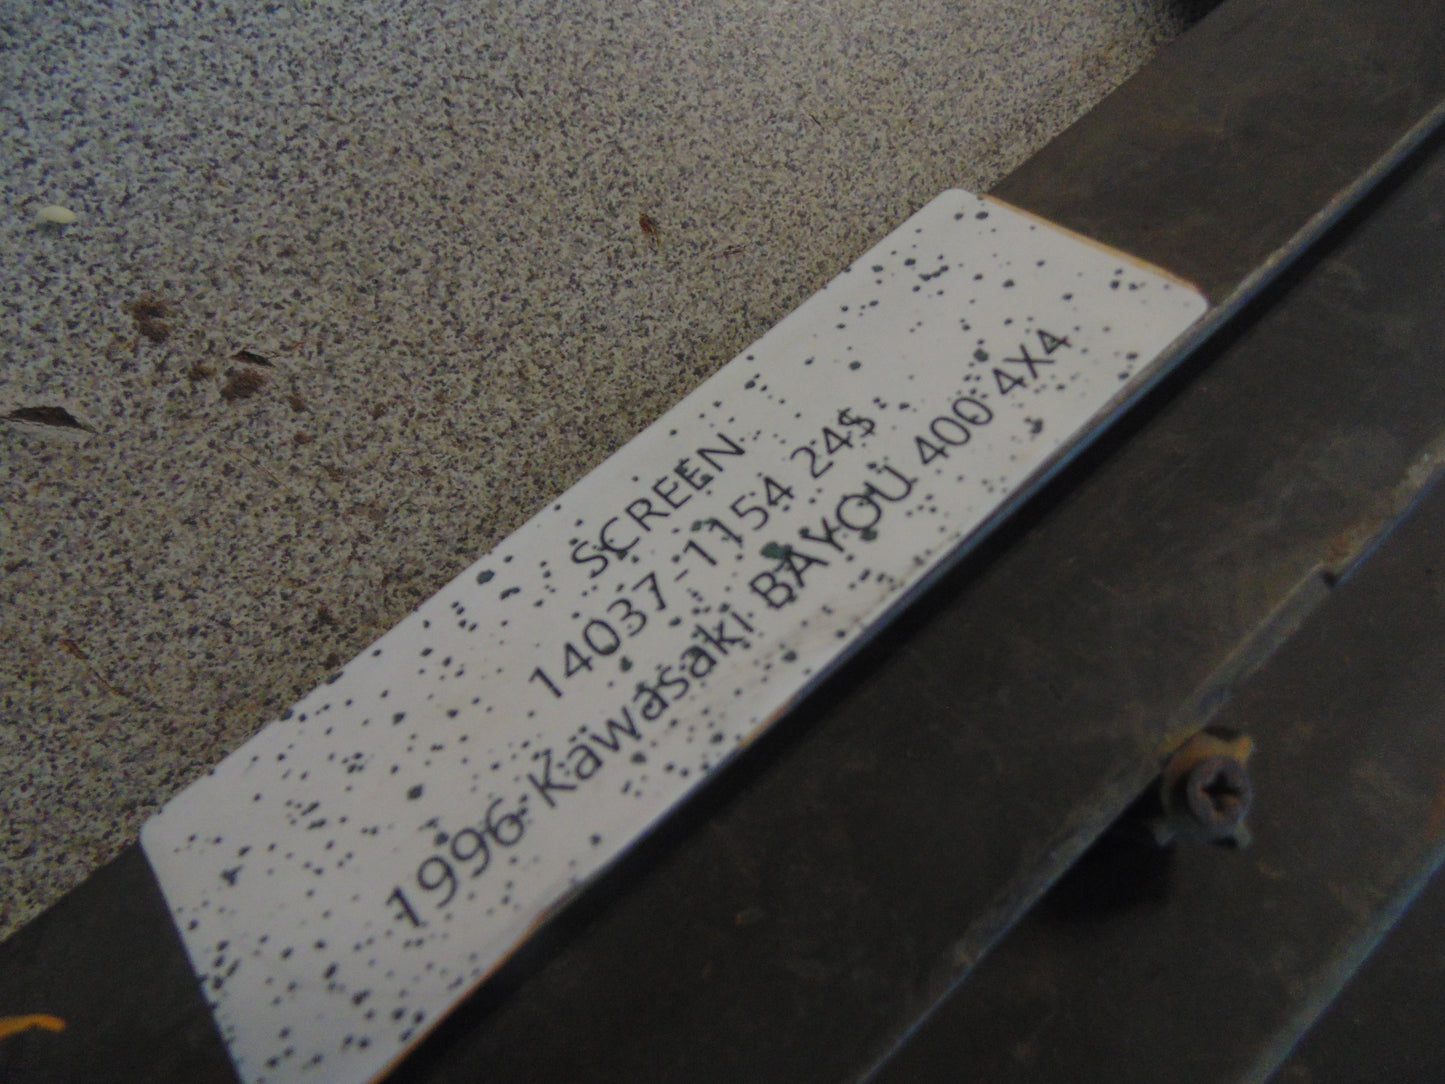 SCREEN
14037-1154 24$
1996 Kawasaki BAYOU 400 4X4